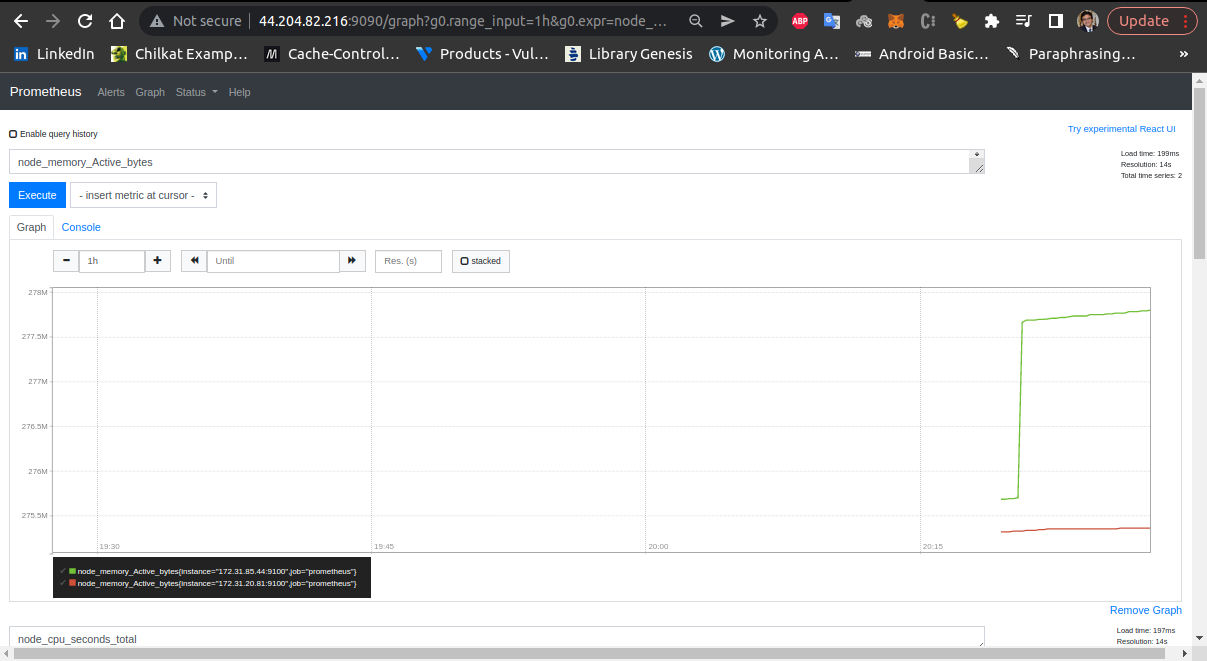 Not secure 44.204.82.216:9090/graph?g0.range_input=1h&g0.expr=node_... ABP Update
LinkedIn Chilkat Examp... Cache-Control... Products - Vul... Library Genesis Monitoring A... Android Basic... Paraphrasing... »
Prometheus Alerts Graph Status Help
Enable query history
Try experimental React UI
node_memory_Active_bytes
Load time: 199ms
Resolution: 14s
Total time series: 2
Execute - insert metric at cursor -
Graph Console
1h Until Res. (s) stacked
278M
277.5M
277M
276.5M
276M
275.5M
19:30 19:45 20:00 20:15
node_memory_Active_bytes{instance="172.31.85.44:9100",job="prometheus"}
node_memory_Active_bytes{instance="172.31.20.81:9100",job="prometheus"}
Remove Graph
node_cpu_seconds_total
Load time: 197ms
Resolution: 14s